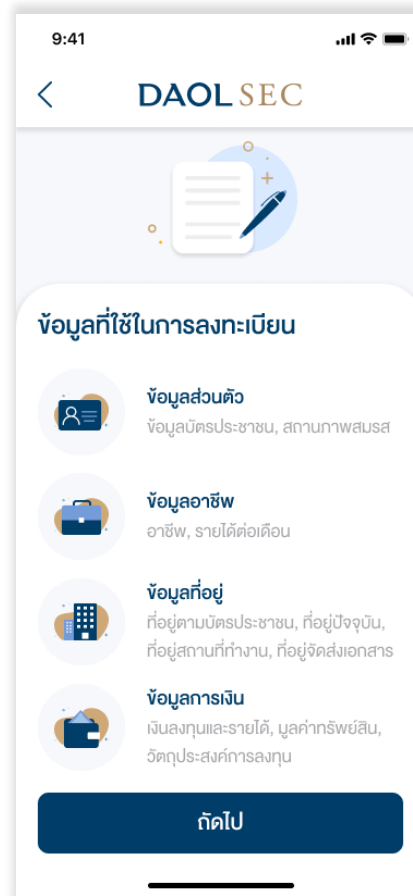 9:41
DAOL SEC
ข้อมูลที่ใช้ในการลงทะเบียน
ข้อมูลส่วนตัว
ข้อมูลบัตรประชาชน, สถานภาพสมรส
ข้อมูลอาชีพ
อาชีพ, รายได้ต่อเดือน
ข้อมูลที่อยู่
ที่อยู่ตามบัตรประชาชน, ที่อยู่ปัจจุบัน,
ที่อยู่สถานที่ทำงาน, ที่อยู่จัดส่งเอกสาร
ข้อมูลการเงิน
เงินลงทุนและรายได้, มูลค่าทรัพย์สิน,
วัตถุประสงค์การลงทุน
ถัดไป